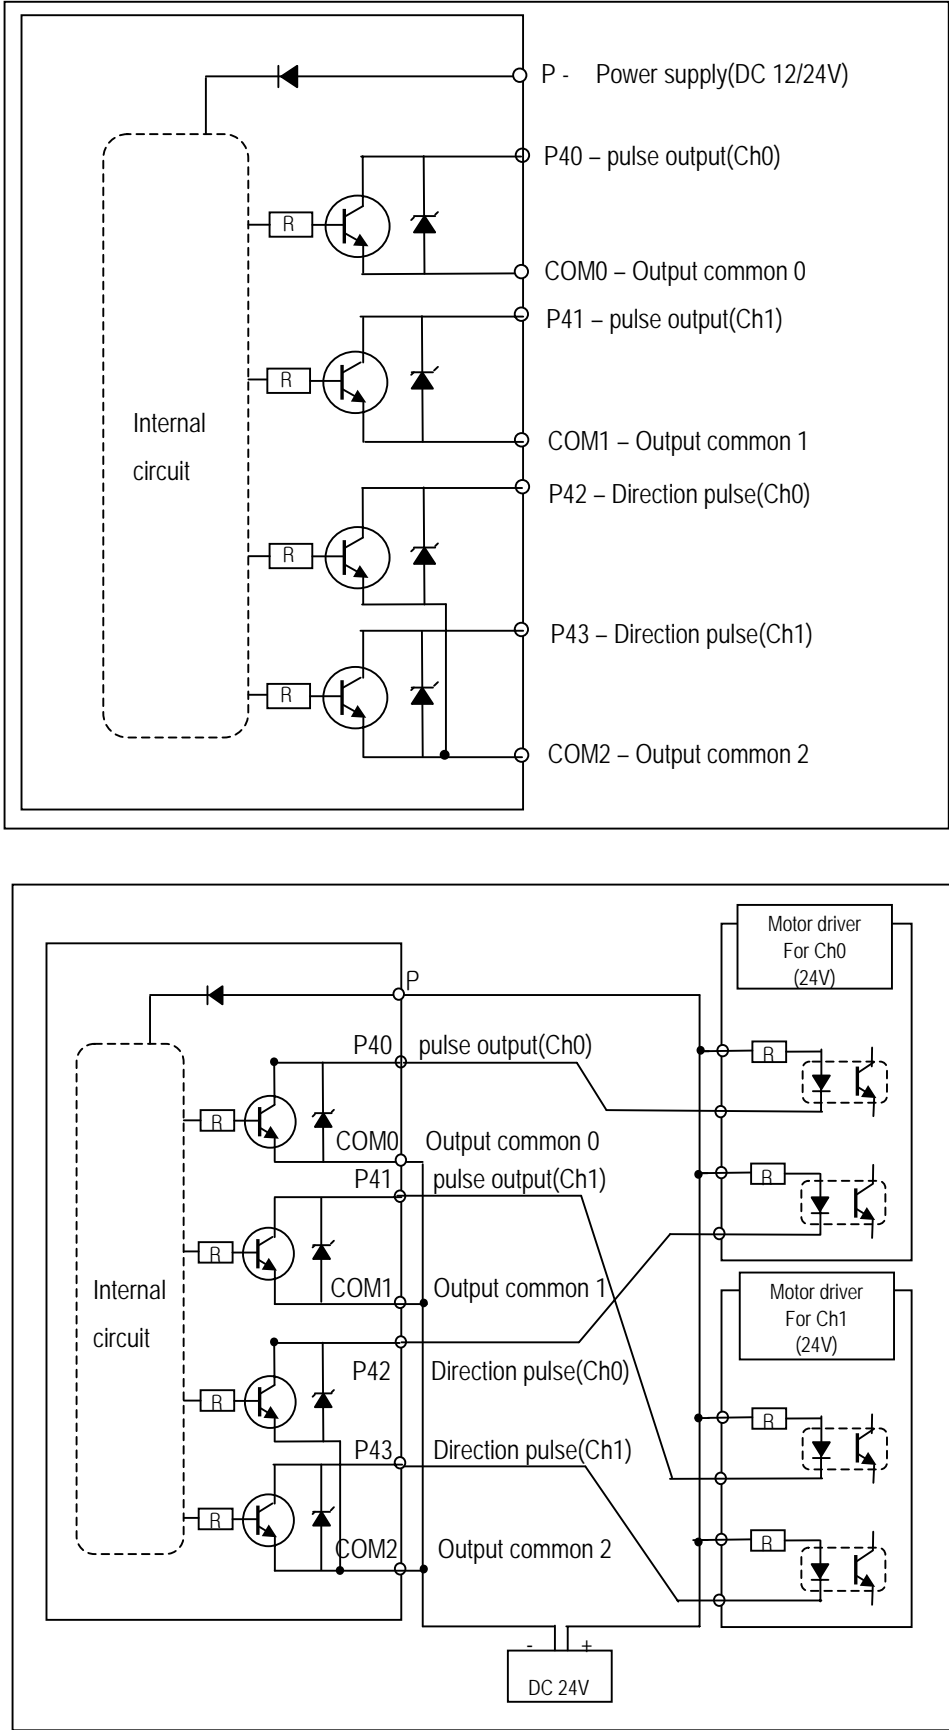 P - Power supply(DC 12/24V)
P40 – pulse output(Ch0)
R
COM0 – Output common 0
P41 – pulse output(Ch1)
R
Internal
circuit
COM1 – Output common 1
P42 – Direction pulse(Ch0)
R
P43 – Direction pulse(Ch1)
R
COM2 – Output common 2
Motor driver
For Ch0
(24V)
P
P40 pulse output(Ch0)
R
R
COM0 Output common 0
P41 pulse output(Ch1)
R
R
Internal
circuit
COM1 Output common 1
Motor driver
For Ch1
(24V)
P42 Direction pulse(Ch0)
R
R
P43 Direction pulse(Ch1)
R
R
COM2 Output common 2
- +
DC 24V